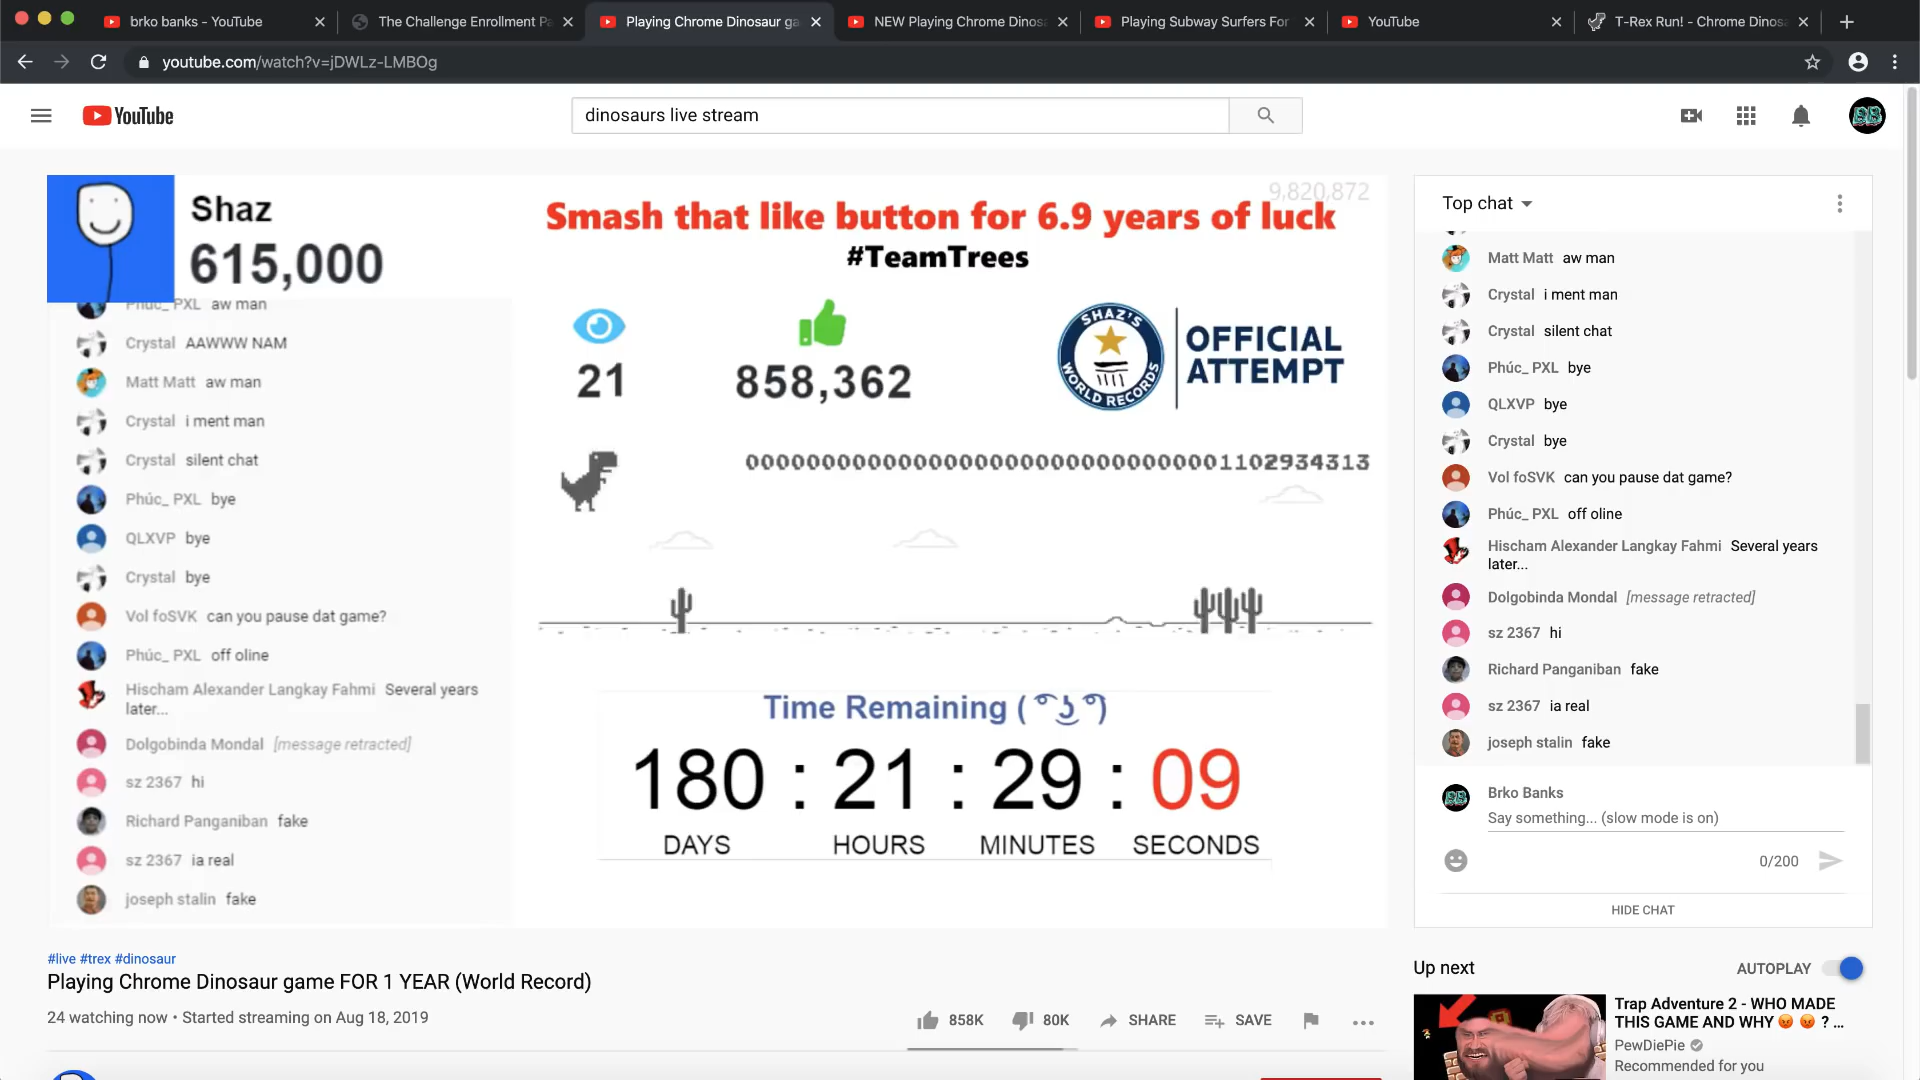 brko banks - YouTube
The Challenge Enrollment Pa
Playing Chrome Dinosaur ga
NEW Playing Chrome Dinosa
Playing Subway Surfers For
YouTube
T-Rex Run! - Chrome Dinosa
youtube.com/watch?v=jDWLz-LMBOg
YouTube
dinosaurs live stream
Shaz
615,000
9,820,872
Smash that like button for 6.9 years of luck
#TeamTrees
Phúc_ PXL aw man
Crystal AAWWW NAM
Matt Matt aw man
Crystal i ment man
Crystal silent chat
Phúc_ PXL bye
QLXVP bye
Crystal bye
Vol foSVK can you pause dat game?
Phúc_ PXL off oline
Hischam Alexander Langkay Fahmi Several years
later...
Dolgobinda Mondal [message retracted]
sz 2367 hi
Richard Panganiban fake
sz 2367 ia real
joseph stalin fake
21
858,362
SHAZ'S
WORLD RECORDS
OFFICIAL
ATTEMPT
000000000000000000000000000000001102934313
Time Remaining ( ͡° ͜ʖ ͡°)
180 : 21 : 29 : 09
DAYS HOURS MINUTES SECONDS
Top chat
Matt Matt aw man
Crystal i ment man
Crystal silent chat
Phúc_ PXL bye
QLXVP bye
Crystal bye
Vol foSVK can you pause dat game?
Phúc_ PXL off oline
Hischam Alexander Langkay Fahmi Several years
later...
Dolgobinda Mondal [message retracted]
sz 2367 hi
Richard Panganiban fake
sz 2367 ia real
joseph stalin fake
Brko Banks
Say something... (slow mode is on)
0/200
HIDE CHAT
#live #trex #dinosaur
Playing Chrome Dinosaur game FOR 1 YEAR (World Record)
24 watching now • Started streaming on Aug 18, 2019
858K 80K SHARE SAVE
Up next
AUTOPLAY
Trap Adventure 2 - WHO MADE
THIS GAME AND WHY 😡 😡 ? ...
PewDiePie
Recommended for you